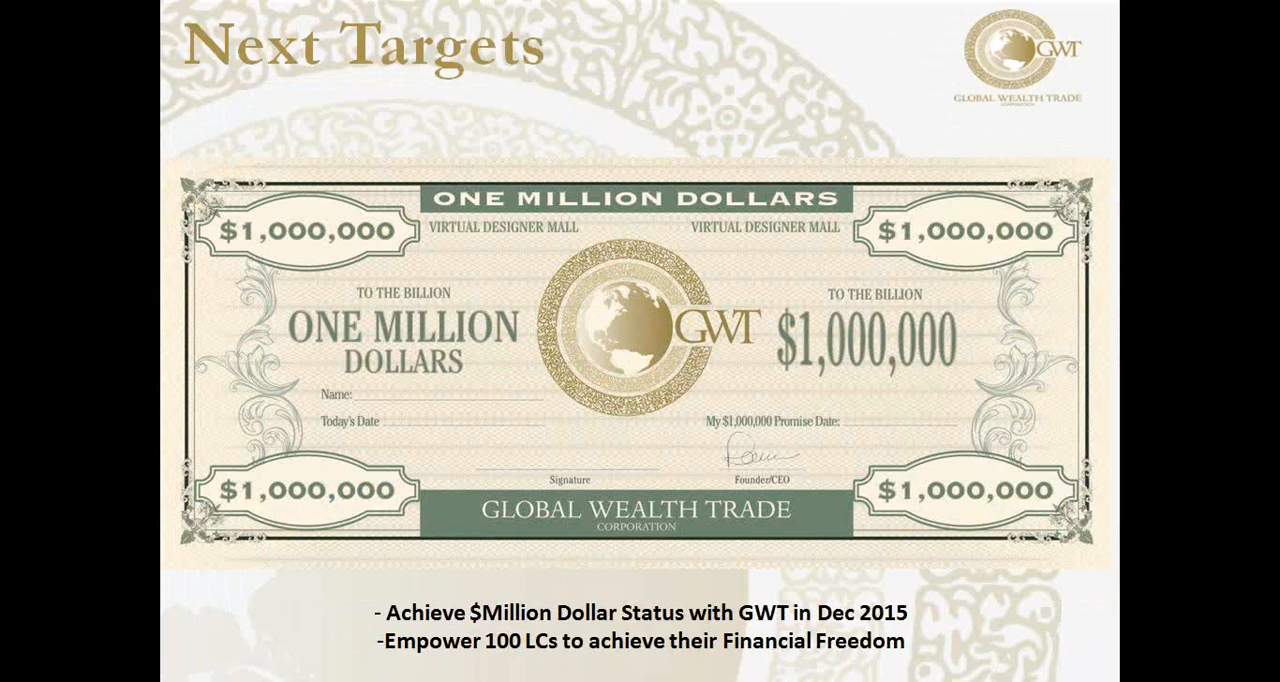 Next Targets
GWT
GLOBAL WEALTH TRADE
CORPORATION
ONE MILLION DOLLARS
$1,000,000
VIRTUAL DESIGNER MALL
VIRTUAL DESIGNER MALL
$1,000,000
TO THE BILLION
TO THE BILLION
ONE MILLION
DOLLARS
GWT
$1,000,000
Name:
Today's Date
My $1,000,000 Promise Date:
Signature
Founder/CEO
$1,000,000
$1,000,000
GLOBAL WEALTH TRADE
CORPORATION
- Achieve $Million Dollar Status with GWT in Dec 2015
-Empower 100 LCs to achieve their Financial Freedom